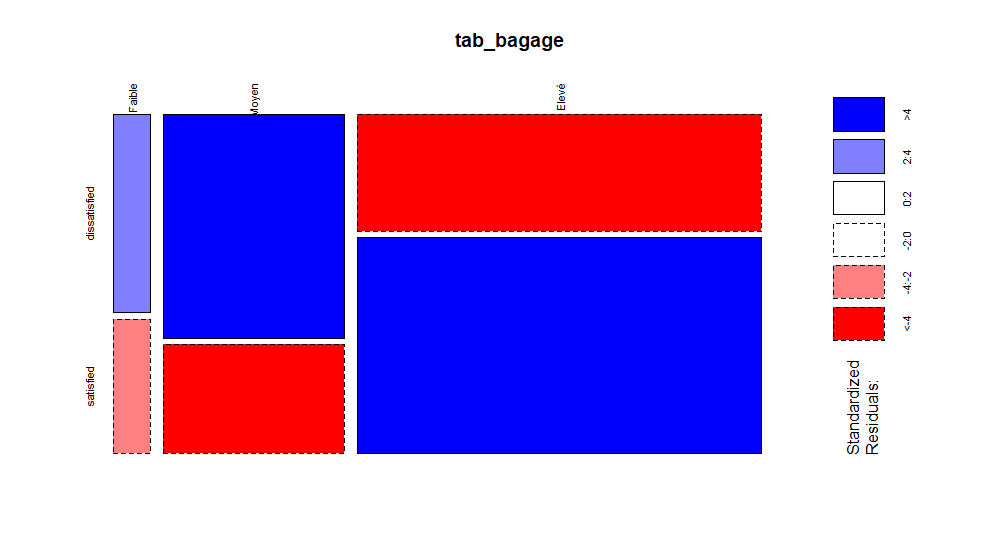 tab_bagage
Faible
Moyen
Elevé
dissatisfied
satisfied
>4
2:4
0:2
-2:0
-4:-2
<-4
Standardized
Residuals: